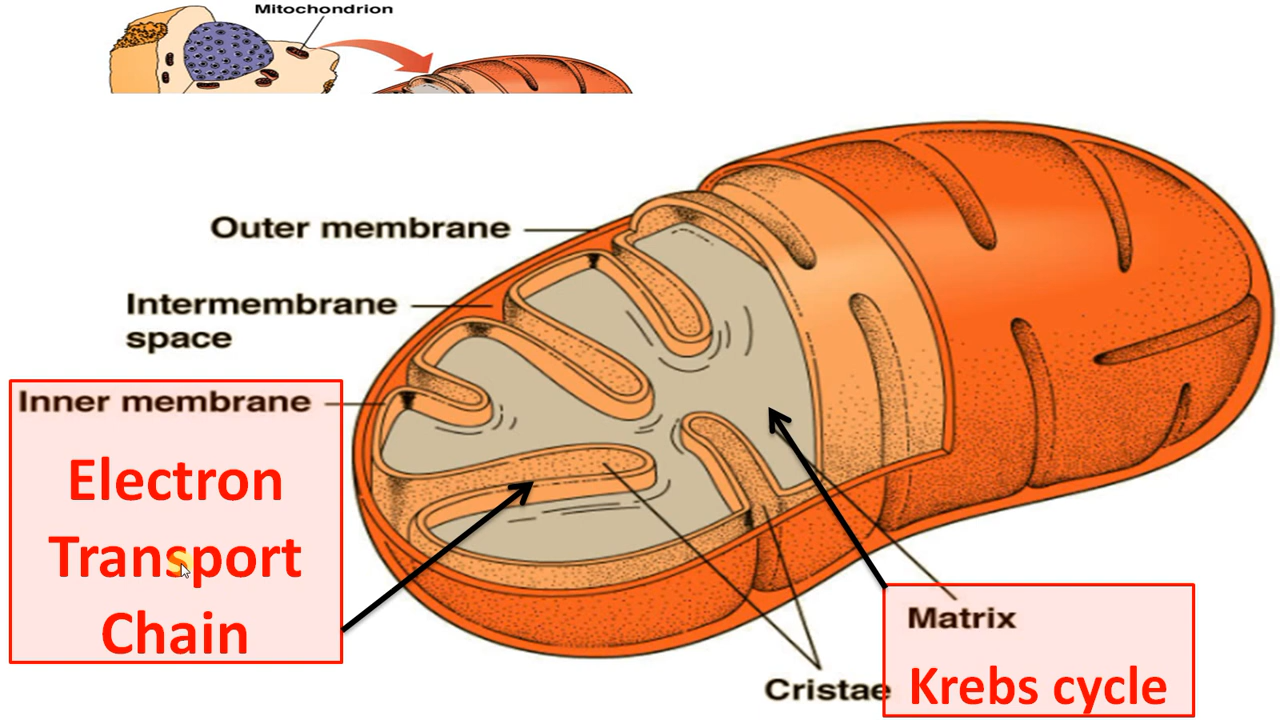 Mitochondrion
Outer membrane
Intermembrane
space
Inner membrane
Electron
Transport
Chain
Matrix
Krebs cycle
Cristae